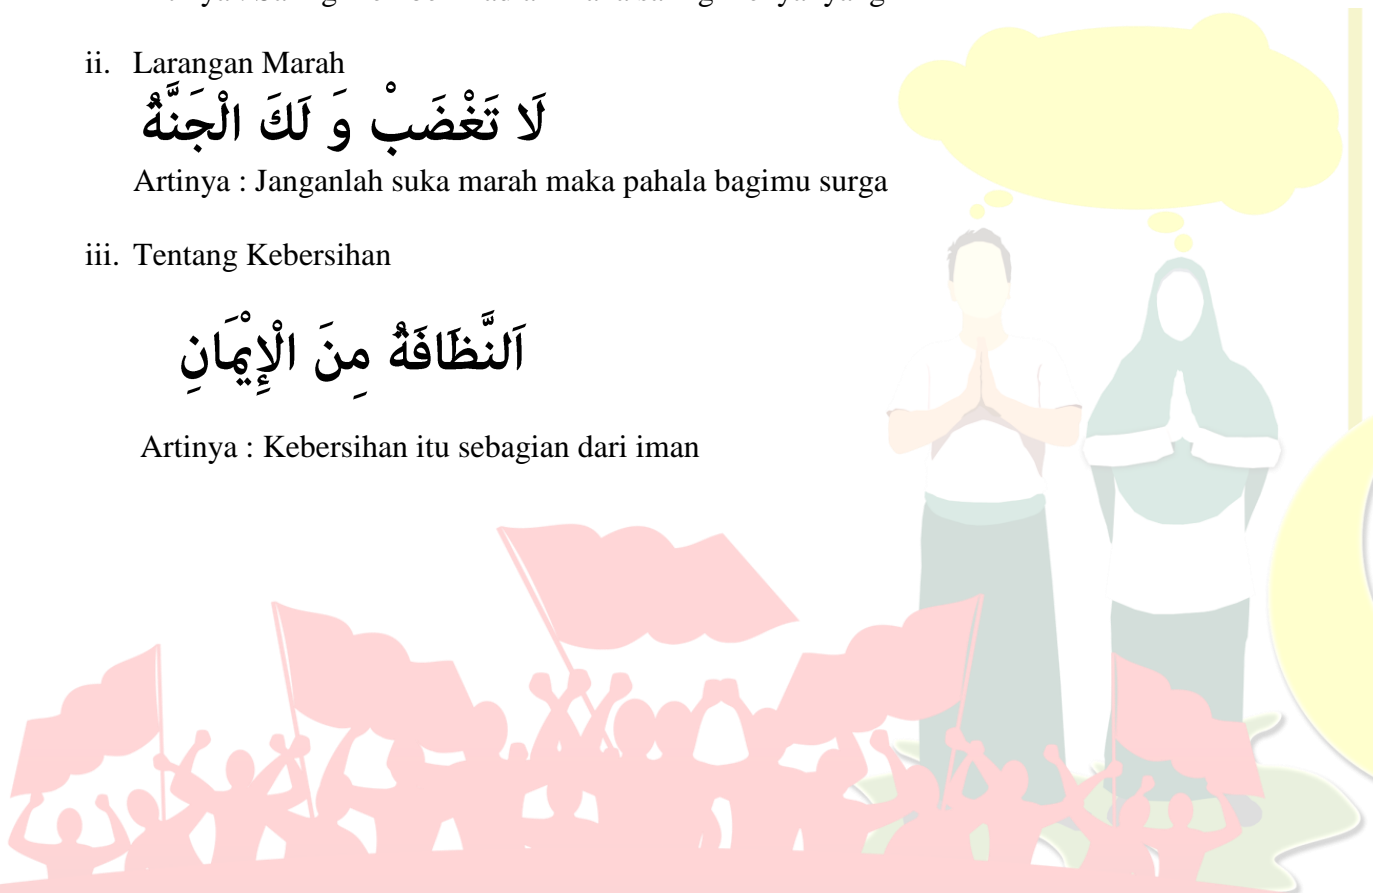 ii. Larangan Marah
لَا تَغْضَبْ وَ لَكَ الْجَنَّةُ
Artinya : Janganlah suka marah maka pahala bagimu surga
iii. Tentang Kebersihan
اَلنَّظَافَةُ مِنَ الْاِيْمَانِ
Artinya : Kebersihan itu sebagian dari iman